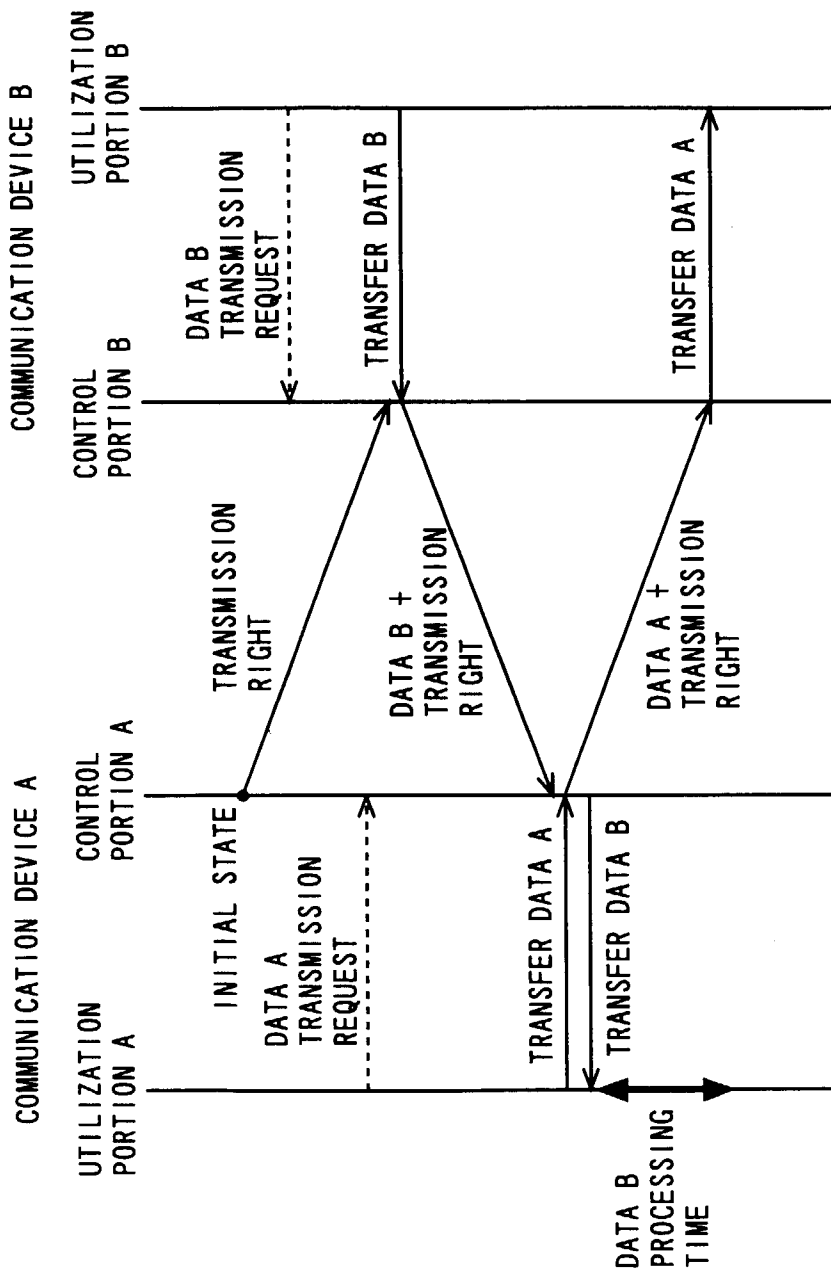 COMMUNICATION DEVICE A
COMMUNICATION DEVICE B
UTILIZATION
PORTION A
CONTROL
PORTION A
CONTROL
PORTION B
UTILIZATION
PORTION B
INITIAL STATE
TRANSMISSION
RIGHT
DATA B
TRANSMISSION
REQUEST
DATA A
TRANSMISSION
REQUEST
TRANSFER DATA B
DATA B +
TRANSMISSION
RIGHT
TRANSFER DATA A
TRANSFER DATA B
DATA A +
TRANSMISSION
RIGHT
TRANSFER DATA A
DATA B
PROCESSING
TIME